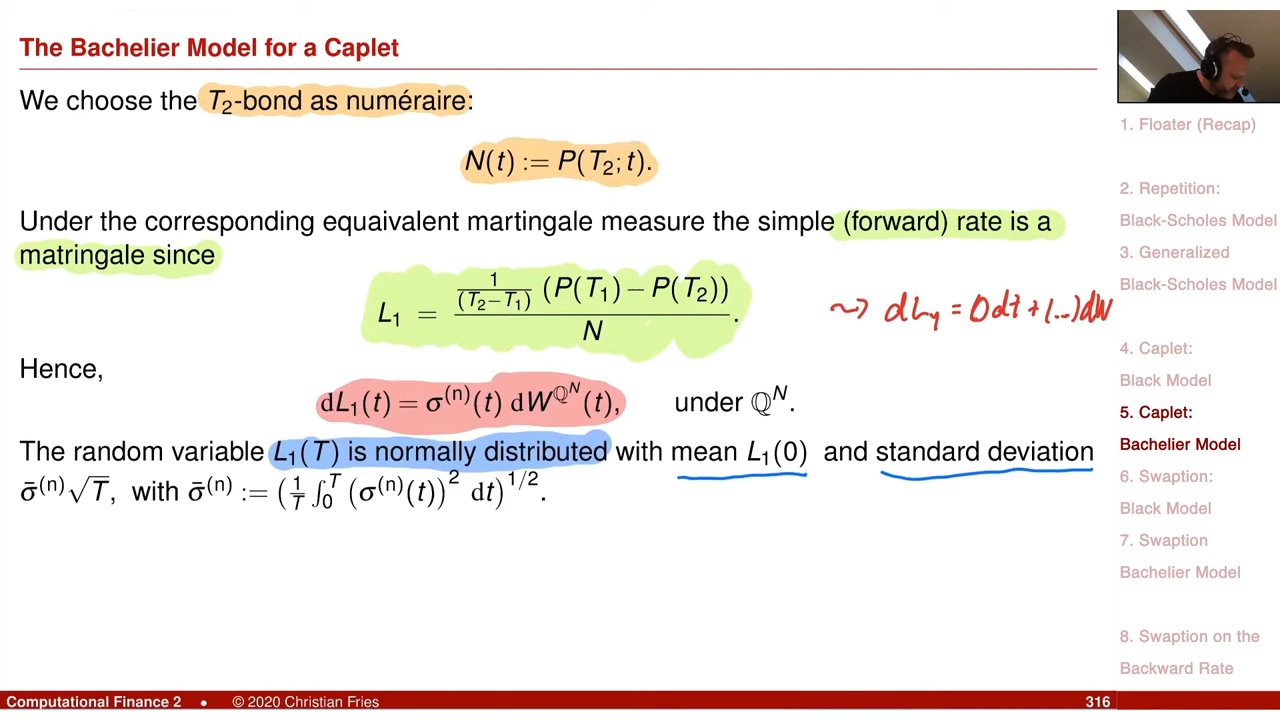 The Bachelier Model for a Caplet
We choose the T₂-bond as numéraire:
N(t) := P(T₂; t).
Under the corresponding equaivalent martingale measure the simple (forward) rate is a
matringale since
L₁ = (1/(T₂−T₁) (P(T₁) − P(T₂))) / N.
⇝ dL₁ = 0dt + (...)dW
Hence,
dL₁(t) = σ⁽ⁿ⁾(t) dW^{ℚ^N}(t), under ℚ^N.
The random variable L₁(T) is normally distributed with mean L₁(0) and standard deviation
σ̄⁽ⁿ⁾√T, with σ̄⁽ⁿ⁾ := (1/T ∫₀ᵀ (σ⁽ⁿ⁾(t))² dt)^{1/2}.
1. Floater (Recap)
2. Repetition:
Black-Scholes Model
3. Generalized
Black-Scholes Model
4. Caplet:
Black Model
5. Caplet:
Bachelier Model
6. Swaption:
Black Model
7. Swaption
Bachelier Model
8. Swaption on the
Backward Rate
Computational Finance 2 • © 2020 Christian Fries 316